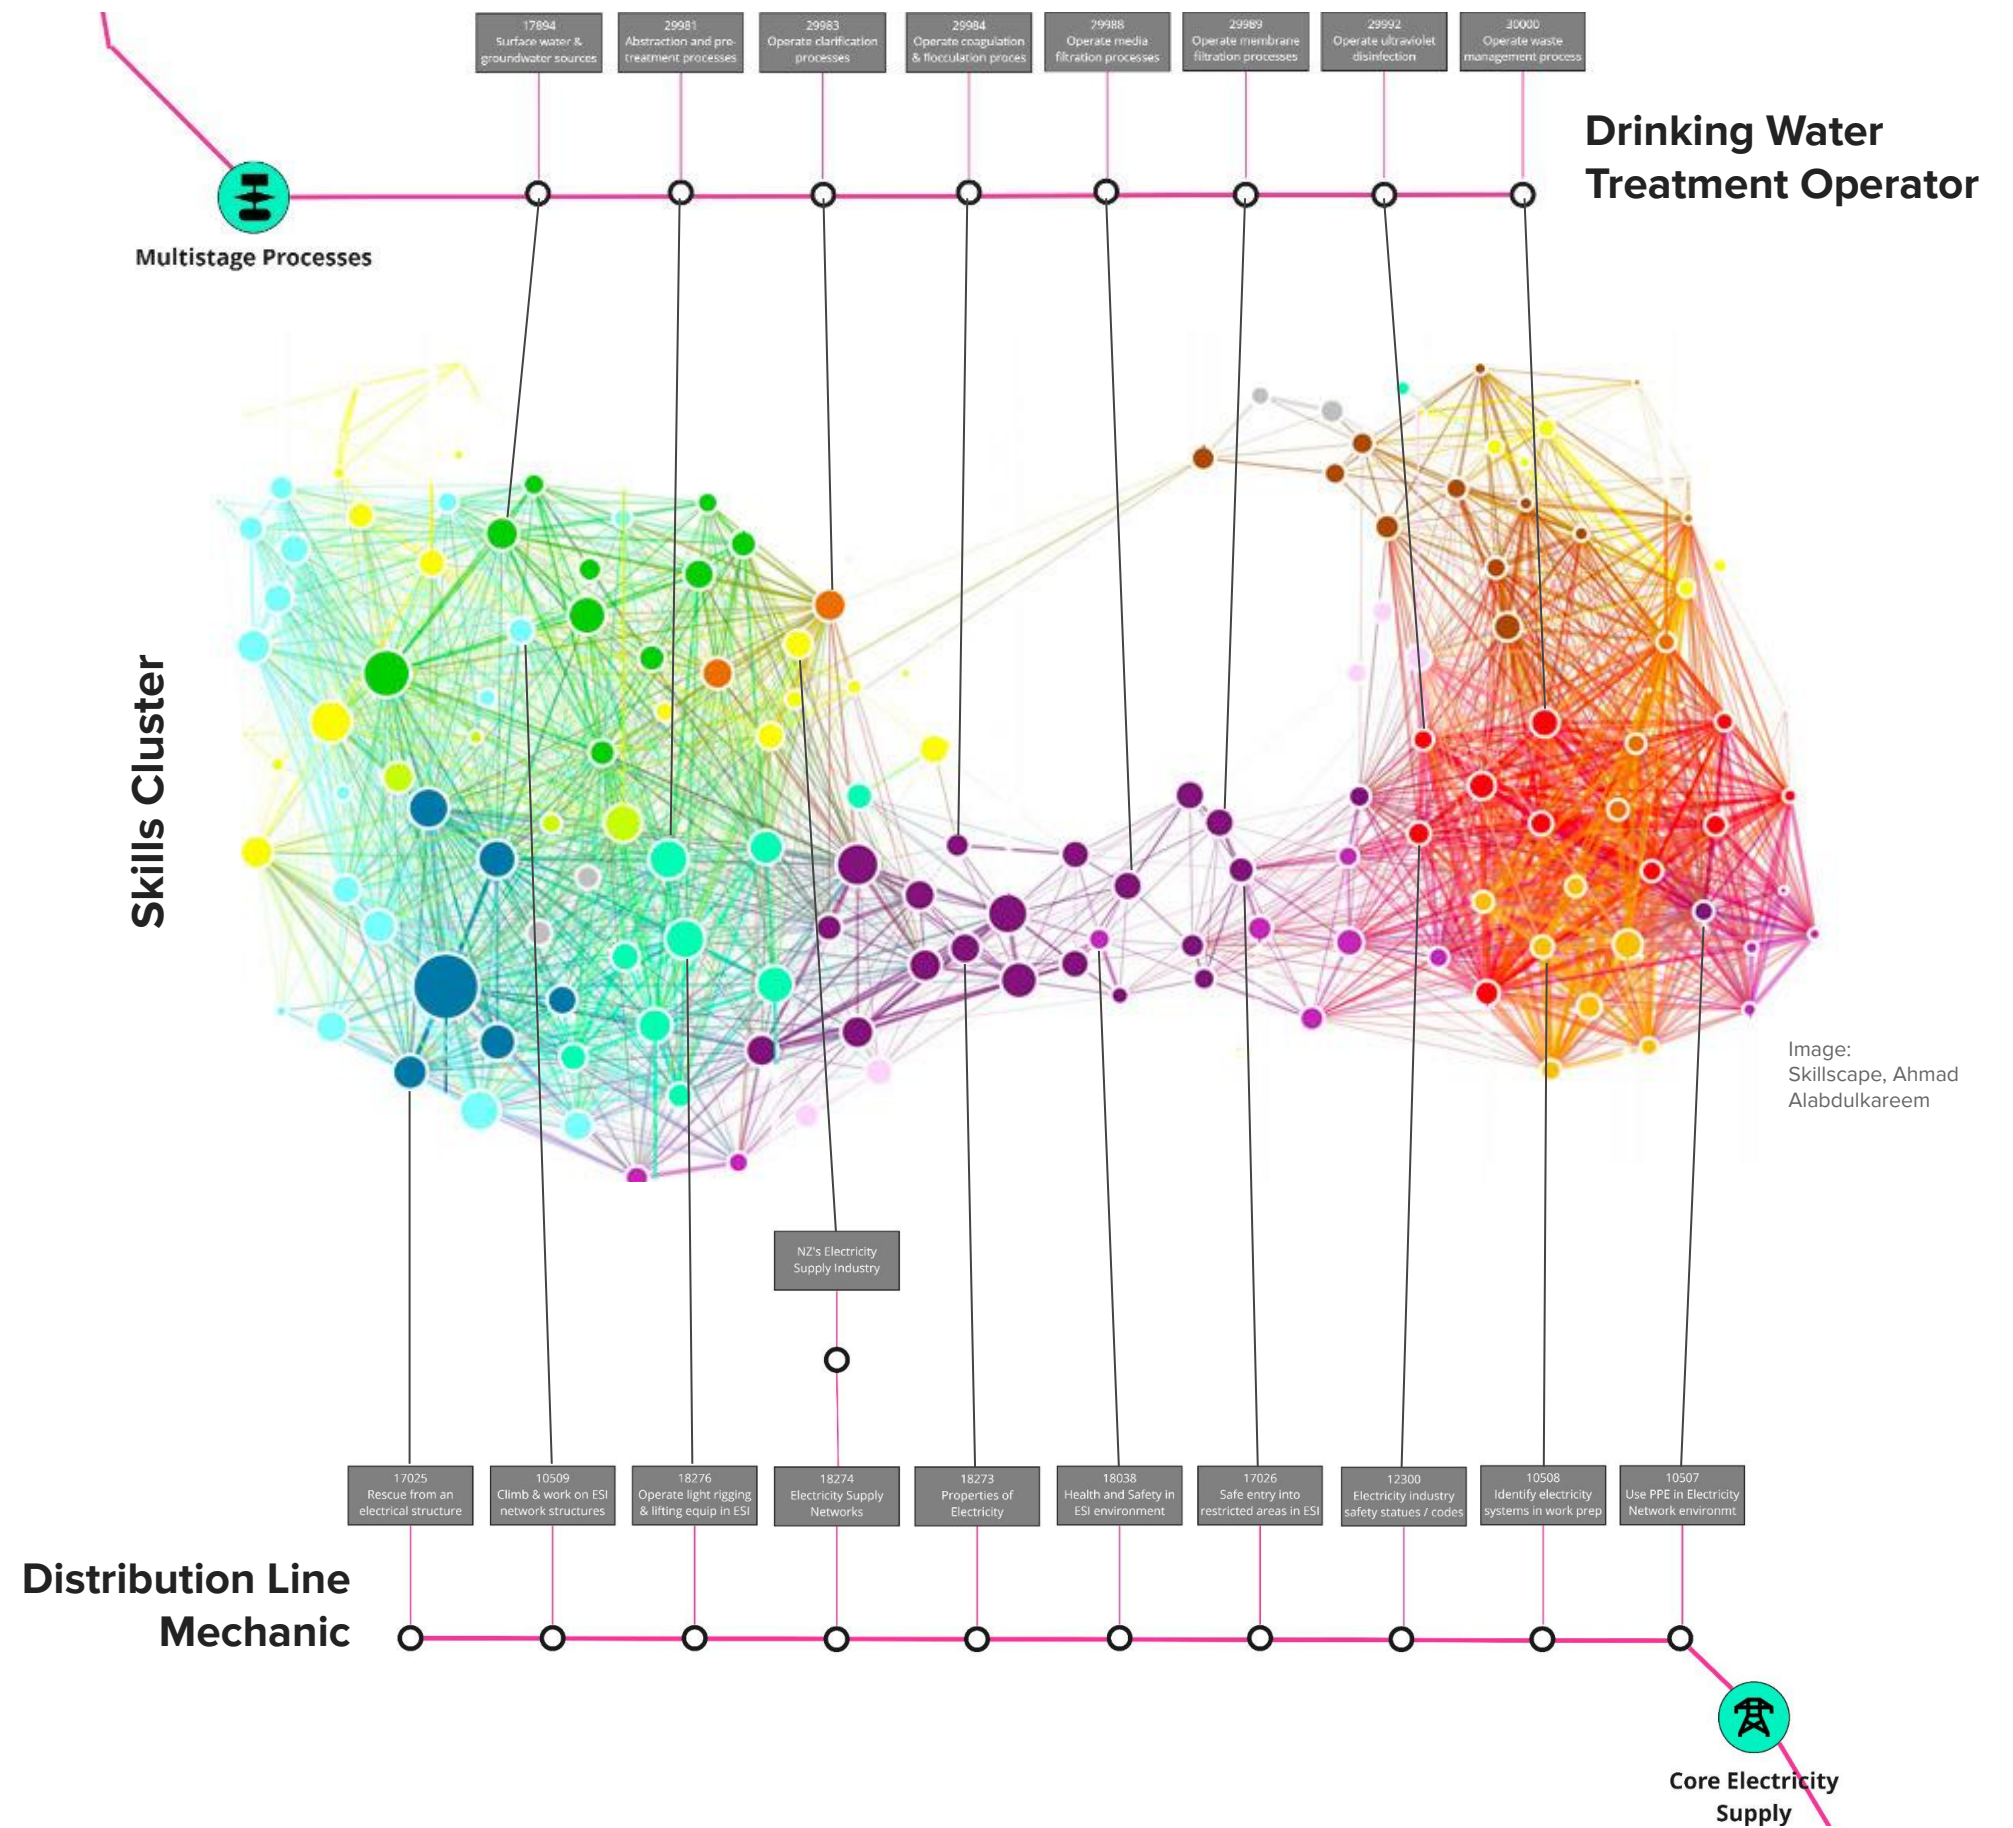 17894
Surface water &
groundwater sources
29981
Abstraction and pre-
treatment processes
29983
Operate clarification
processes
29984
Operate coagulation
& flocculation proces
29988
Operate media
filtration processes
29989
Operate membrane
filtration processes
29992
Operate ultraviolet
disinfection
30000
Operate waste
management process
Drinking Water
Treatment Operator
Multistage Processes
Skills Cluster
Image:
Skillscape, Ahmad
Alabdulkareem
NZ's Electricity
Supply Industry
17025
Rescue from an
electrical structure
10509
Climb & work on ESI
network structures
18276
Operate light rigging
& lifting equip in ESI
18274
Electricity Supply
Networks
18273
Properties of
Electricity
18038
Health and Safety in
ESI environment
17026
Safe entry into
restricted areas in ESI
12300
Electricity industry
safety statues / codes
10508
Identify electricity
systems in work prep
10507
Use PPE in Electricity
Network environmt
Distribution Line
Mechanic
Core Electricity
Supply